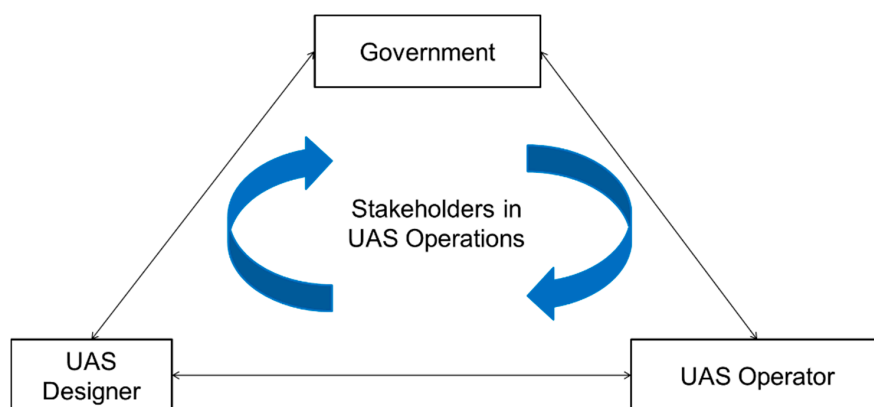 Government
Stakeholders in
UAS Operations
UAS
Designer
UAS Operator